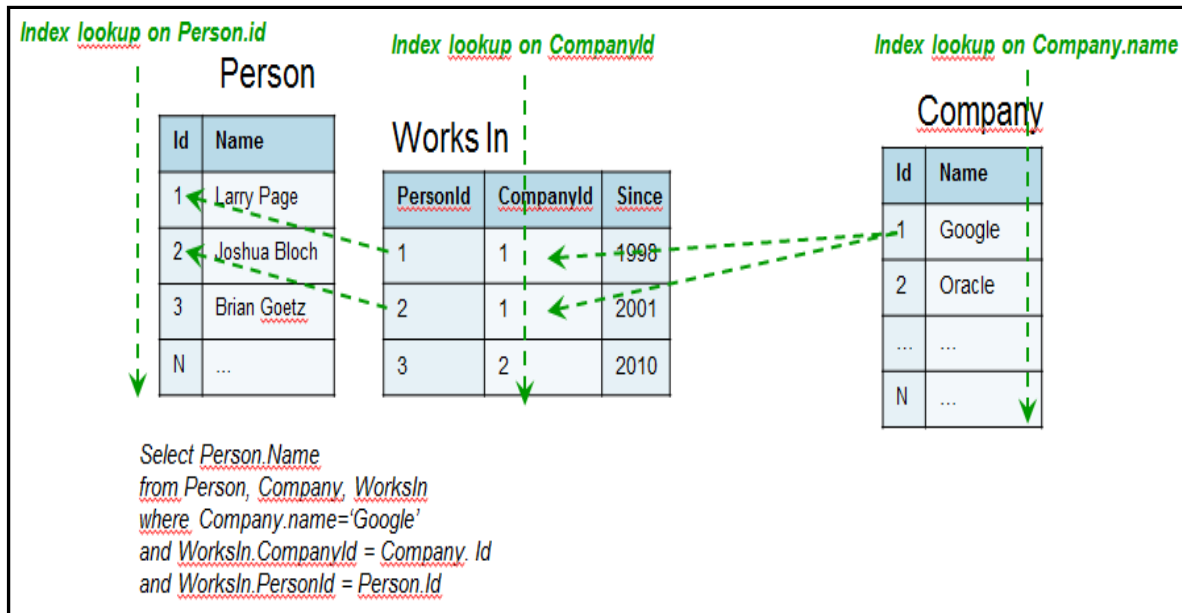 Index lookup on Person.id
Index lookup on CompanyId
Index lookup on Company.name
Person
Id Name
1 Larry Page
2 Joshua Bloch
3 Brian Goetz
N ...
Works In
PersonId CompanyId Since
1 1 1998
2 1 2001
3 2 2010
Company
Id Name
1 Google
2 Oracle
... ...
N ...
Select Person.Name
from Person, Company, WorksIn
where Company.name=‘Google’
and WorksIn.CompanyId = Company. Id
and WorksIn.PersonId = Person.Id